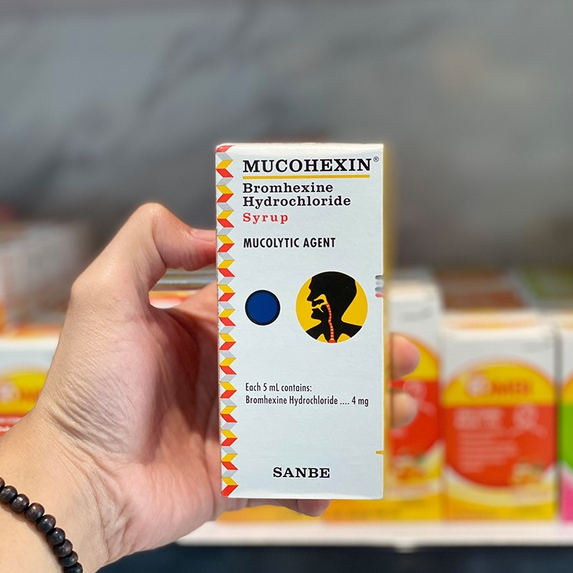 MUCOHEXIN®
Bromhexine
Hydrochloride
Syrup
MUCOLYTIC AGENT
Each 5 mL contains:
Bromhexine Hydrochloride .... 4 mg
SANBE